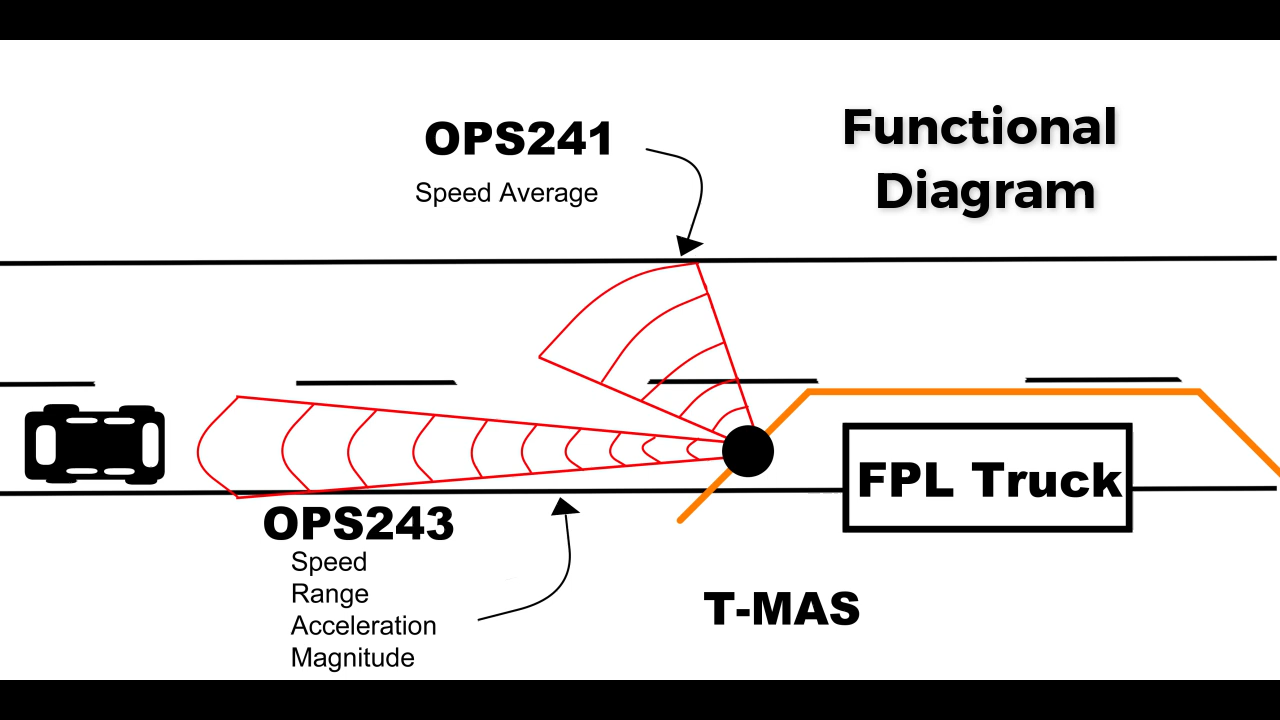 Functional
Diagram
OPS241
Speed Average
FPL Truck
OPS243
Speed
Range
Acceleration
Magnitude
T-MAS